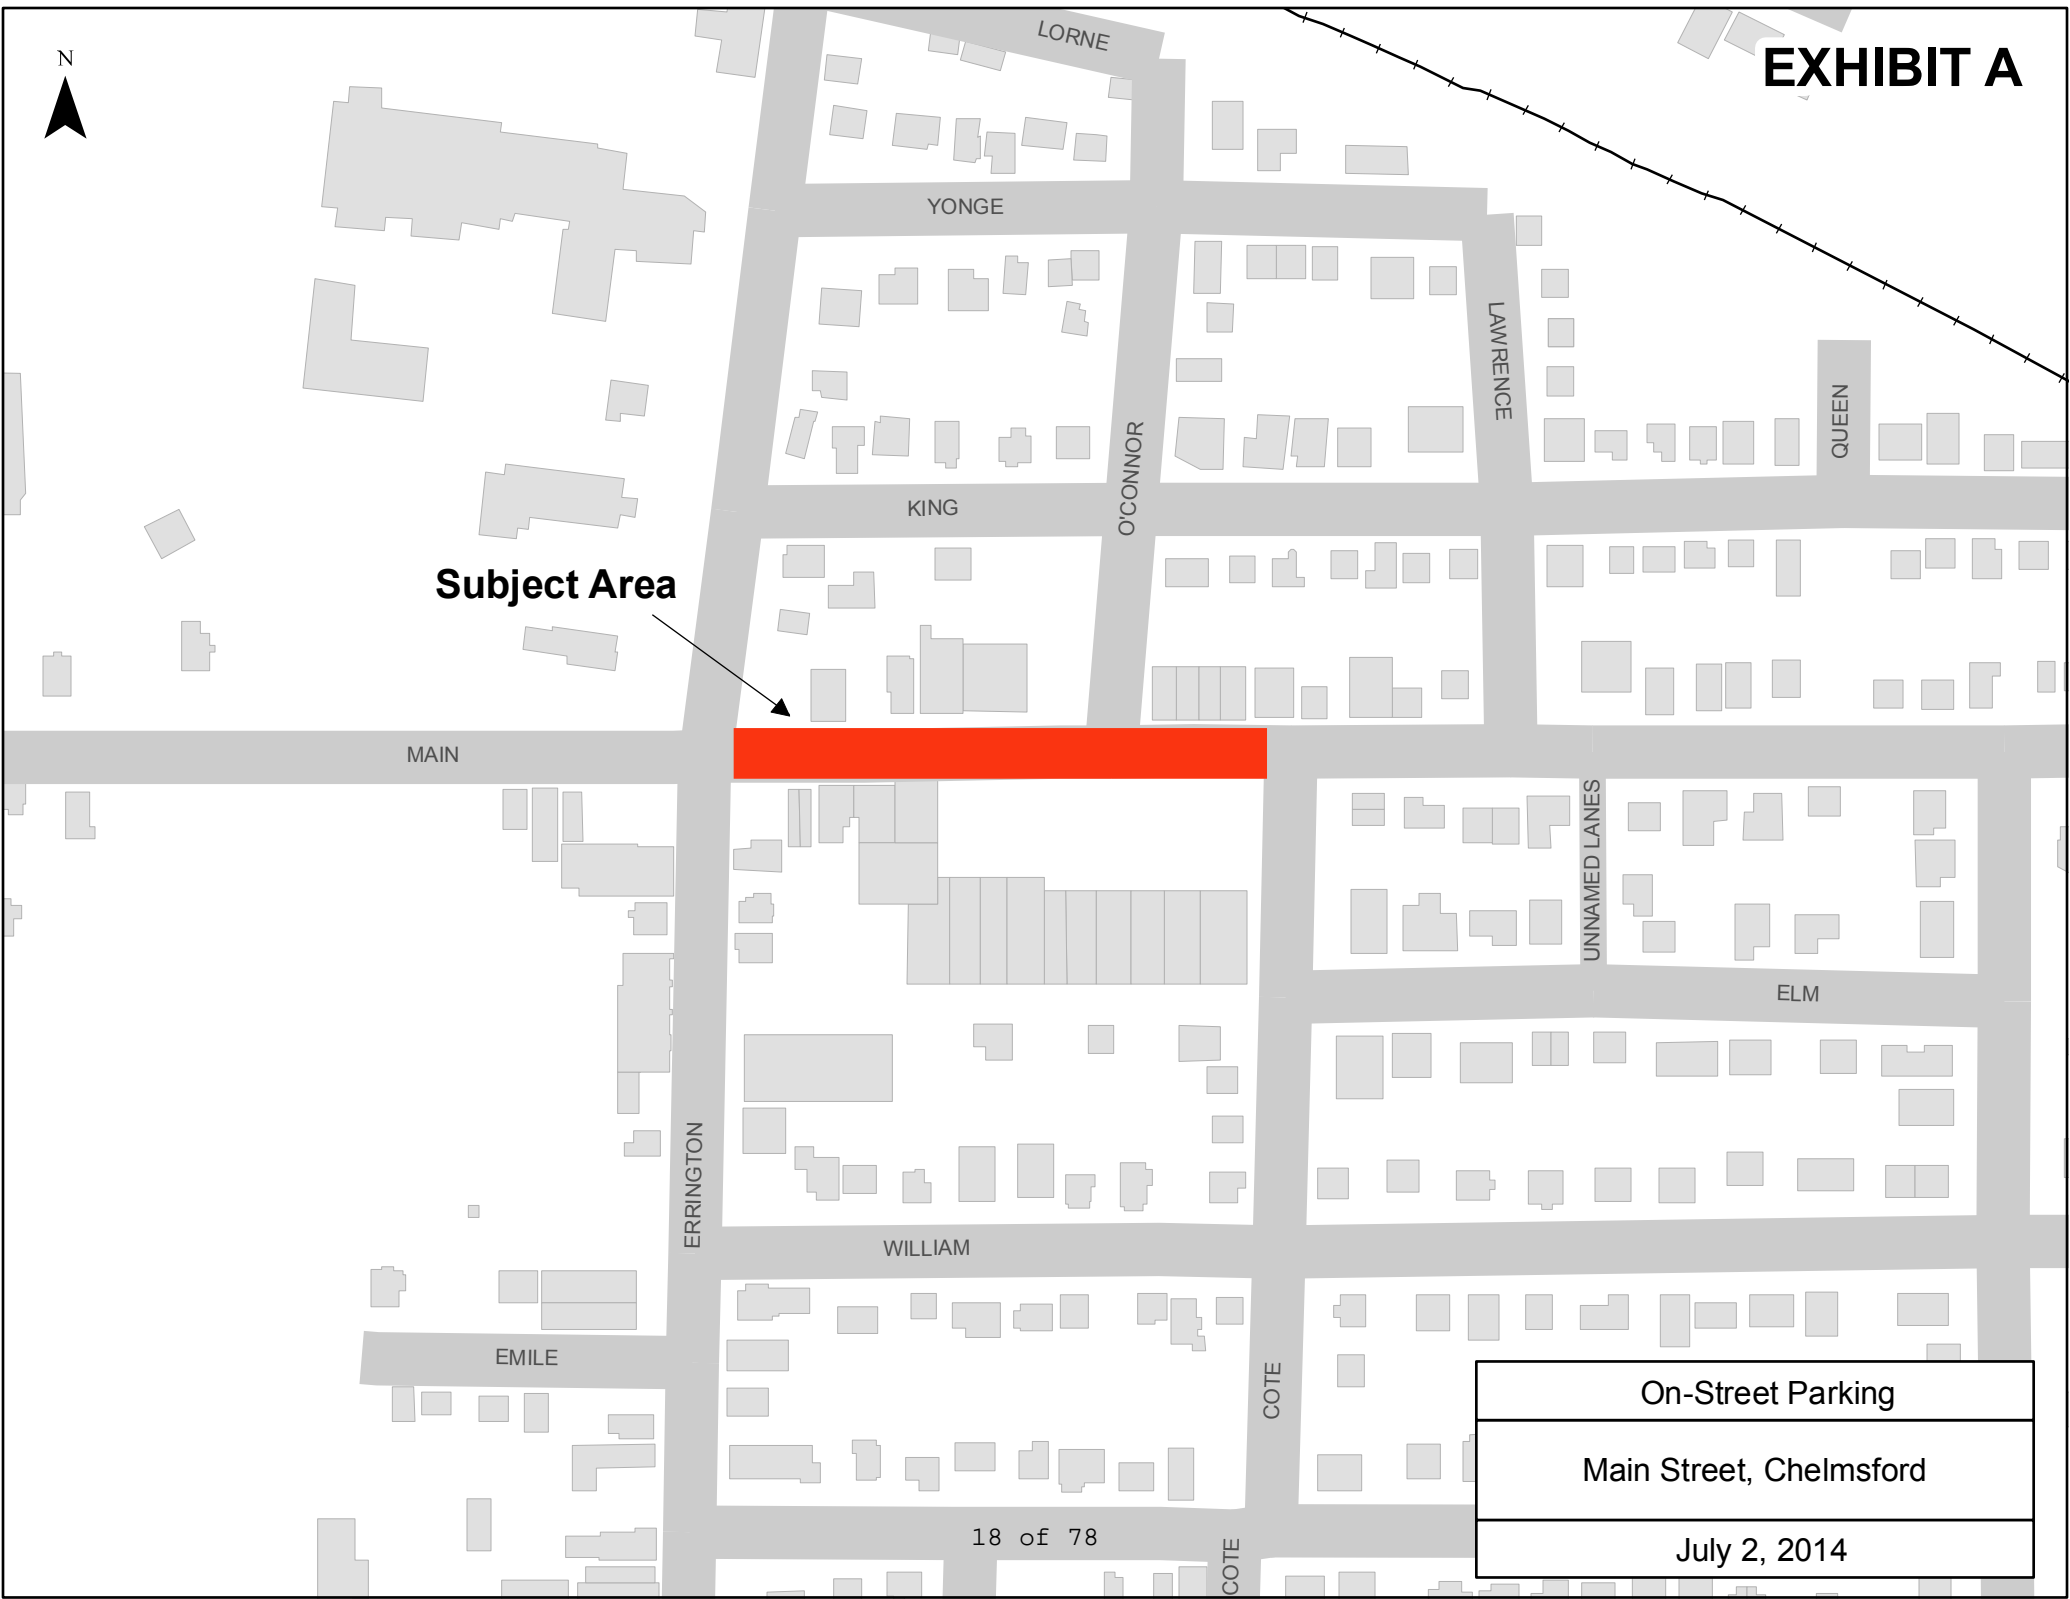 LORNE
N
EXHIBIT A
YONGE
LAWRENCE
QUEEN
O'CONNOR
KING
Subject Area
MAIN
UNNAMED LANES
ELM
ERRINGTON
WILLIAM
EMILE
COTE
On-Street Parking
Main Street, Chelmsford
July 2, 2014
18 of 78
COTE